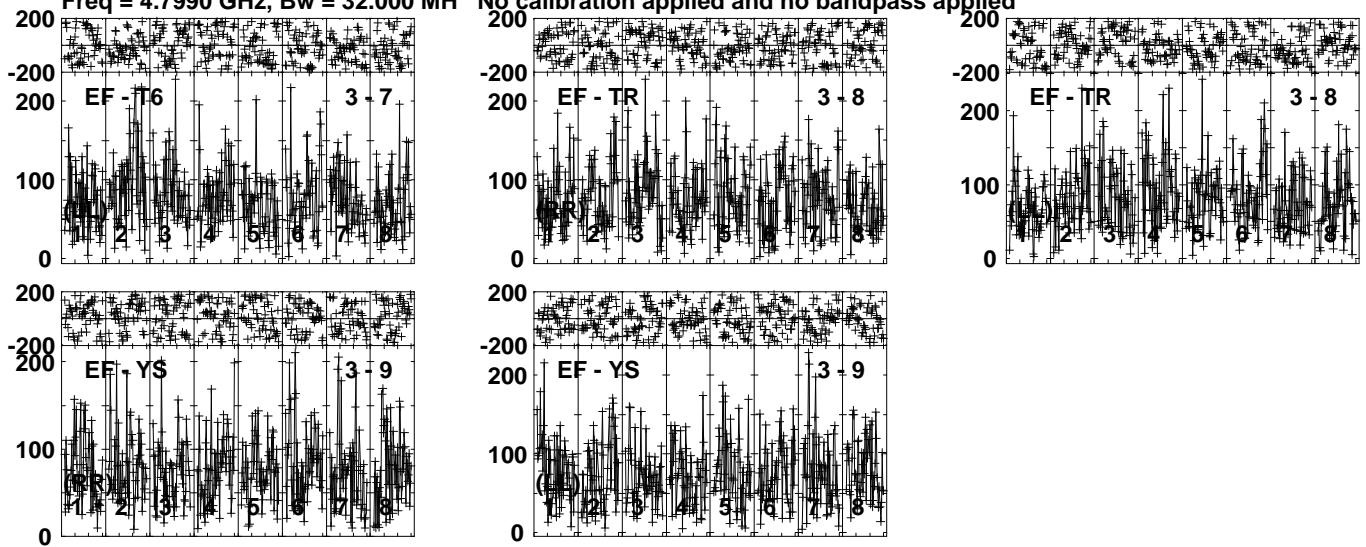 Freq = 4.7990 GHz, Bw = 32.000 MH No calibration applied and no bandpass applied
200 200 200
-200 -200 -200
EF - T6 3 - 7 EF - TR 3 - 8 EF - TR 3 - 8
200 200 200
100 100 100
(LL) (RR) (LL)
1 2 3 4 5 6 7 8 1 2 3 4 5 6 7 8 1 2 3 4 5 6 7 8
0 0 0
200 200
-200 -200
EF - YS 3 - 9 EF - YS 3 - 9
200 200
100 100
(RR) (LL)
1 2 3 4 5 6 7 8 1 2 3 4 5 6 7 8
0 0